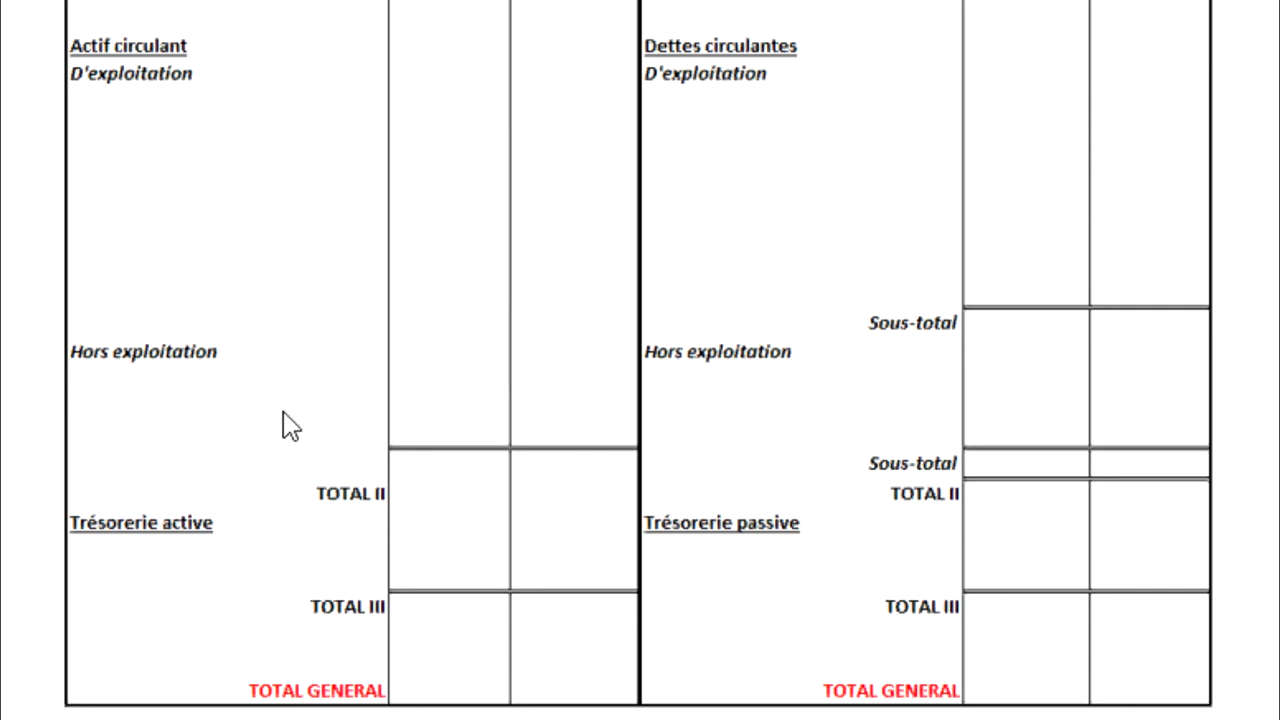 Actif circulant
D'exploitation
Hors exploitation
TOTAL II
Trésorerie active
TOTAL III
TOTAL GENERAL
Dettes circulantes
D'exploitation
Sous-total
Hors exploitation
Sous-total
TOTAL II
Trésorerie passive
TOTAL III
TOTAL GENERAL